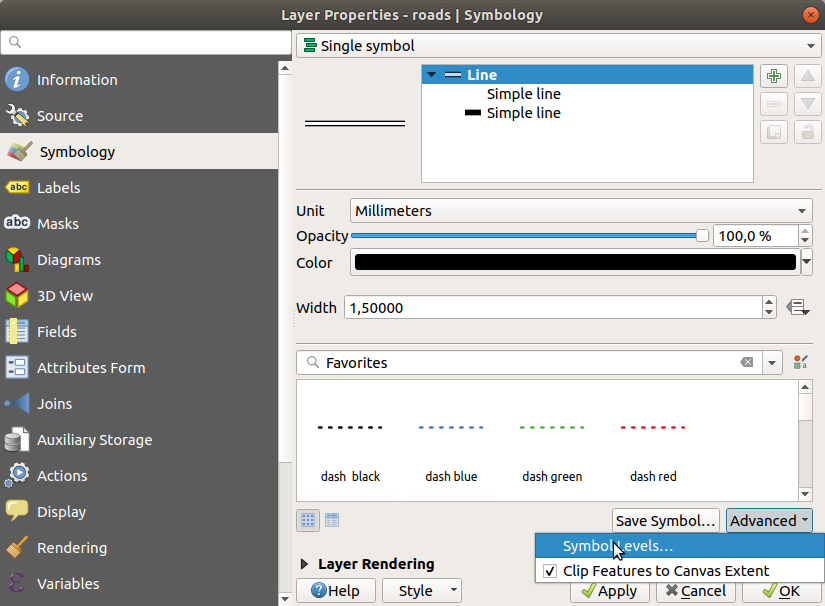 Layer Properties - roads | Symbology
Single symbol
Information
Source
Symbology
abc Labels
abc Masks
Diagrams
3D View
Fields
Attributes Form
Joins
Auxiliary Storage
Actions
Display
Rendering
Variables
Line
Simple line
Simple line
Unit Millimeters
Opacity 100,0 %
Color
Width 1,50000
Favorites
dash black dash blue dash green dash red
Save Symbol... Advanced
Symbol Levels...
Clip Features to Canvas Extent
Layer Rendering
Help Style Apply Cancel OK